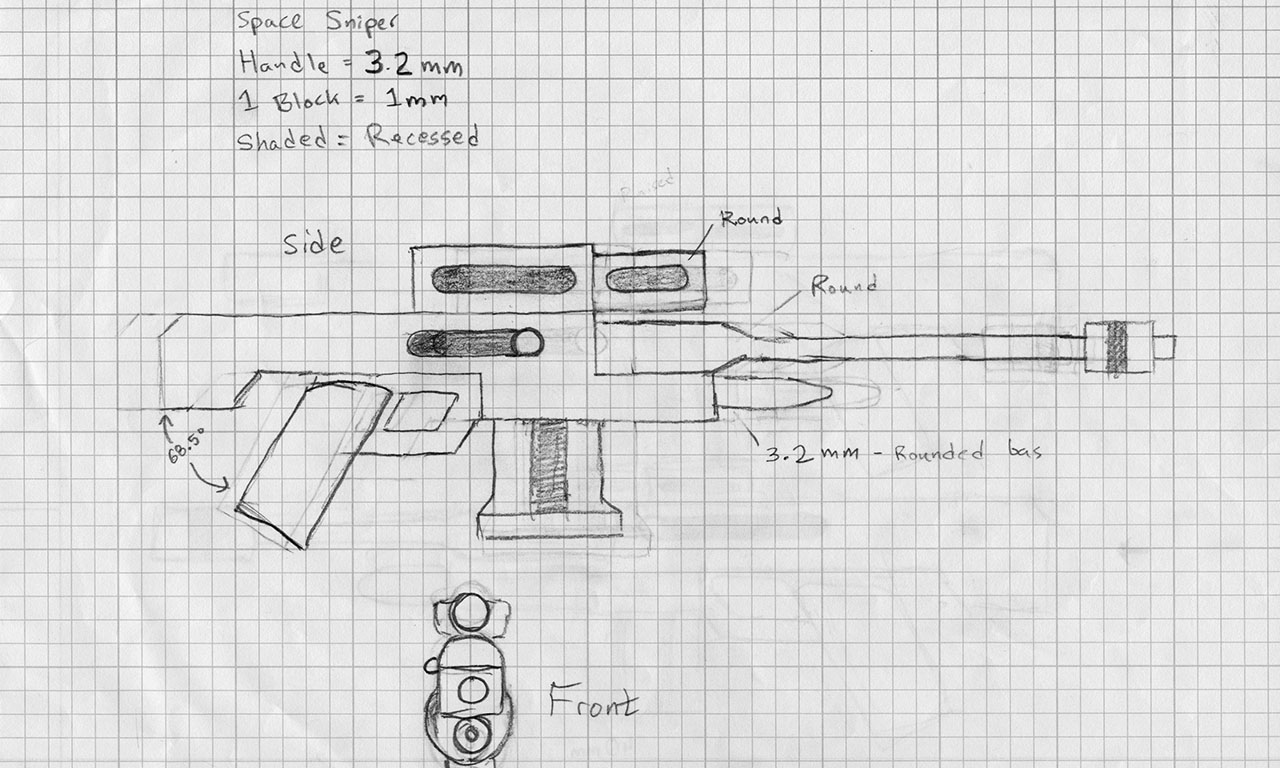 Space Sniper
Handle = 3.2 mm
1 Block = 1mm
Shaded = Recessed
Round
Side
Round
68.5°
3.2 mm - Rounded bas
Front